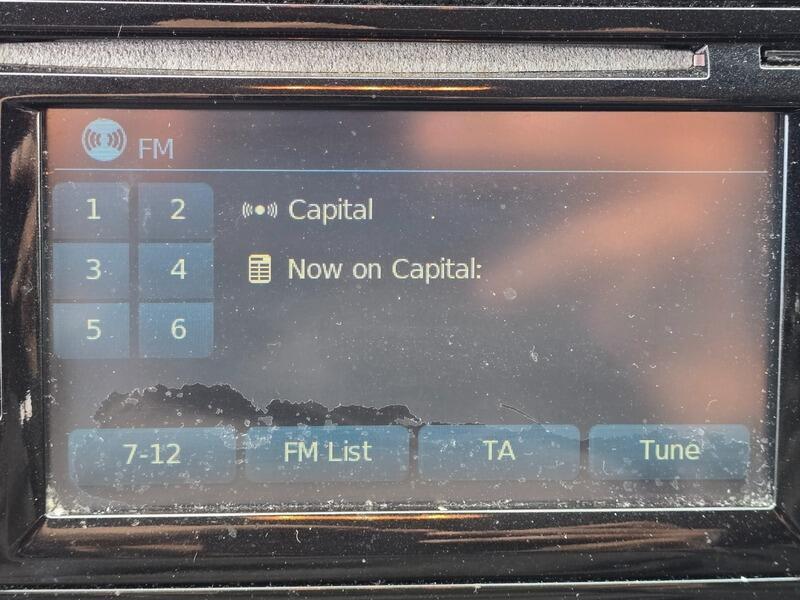 FM
1 2
Capital
3 4
Now on Capital:
5 6
7-12 FM List TA Tune